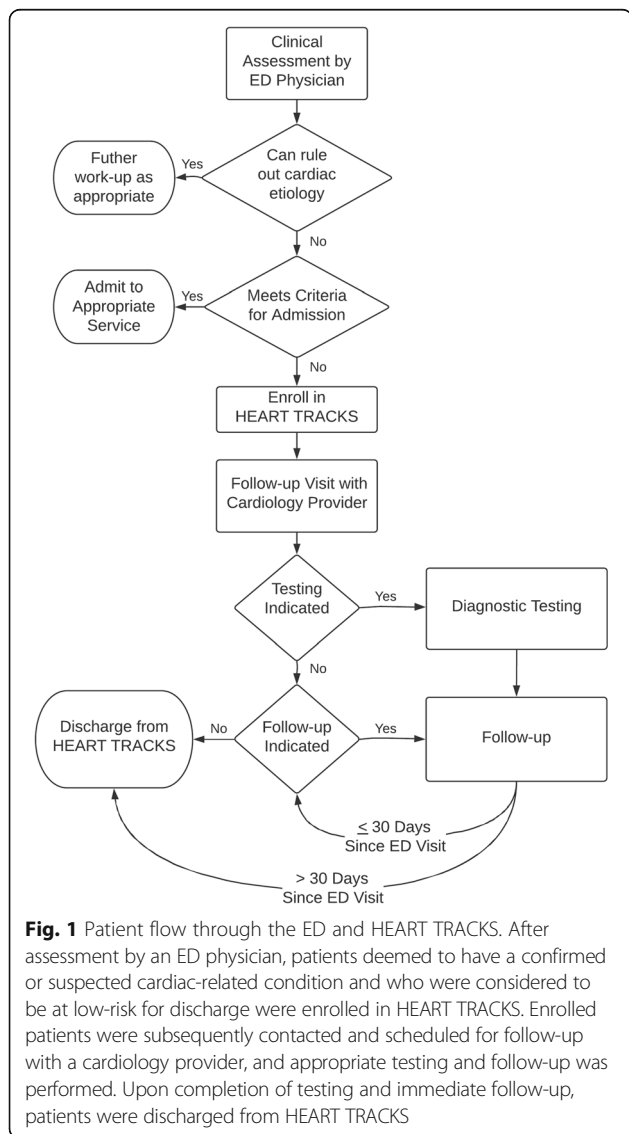 Clinical
Assessment by
ED Physician
Can rule
out cardiac
etiology
Yes
Futher
work-up as
appropriate
No
Meets Criteria
for Admission
Yes
Admit to
Appropriate
Service
No
Enroll in
HEART TRACKS
Follow-up Visit with
Cardiology Provider
Testing
Indicated
Yes
Diagnostic Testing
No
Discharge from
HEART TRACKS
No
Follow-up
Indicated
Yes
Follow-up
≤ 30 Days
Since ED Visit
> 30 Days
Since ED Visit
Fig. 1 Patient flow through the ED and HEART TRACKS. After
assessment by an ED physician, patients deemed to have a confirmed
or suspected cardiac-related condition and who were considered to
be at low-risk for discharge were enrolled in HEART TRACKS. Enrolled
patients were subsequently contacted and scheduled for follow-up
with a cardiology provider, and appropriate testing and follow-up was
performed. Upon completion of testing and immediate follow-up,
patients were discharged from HEART TRACKS